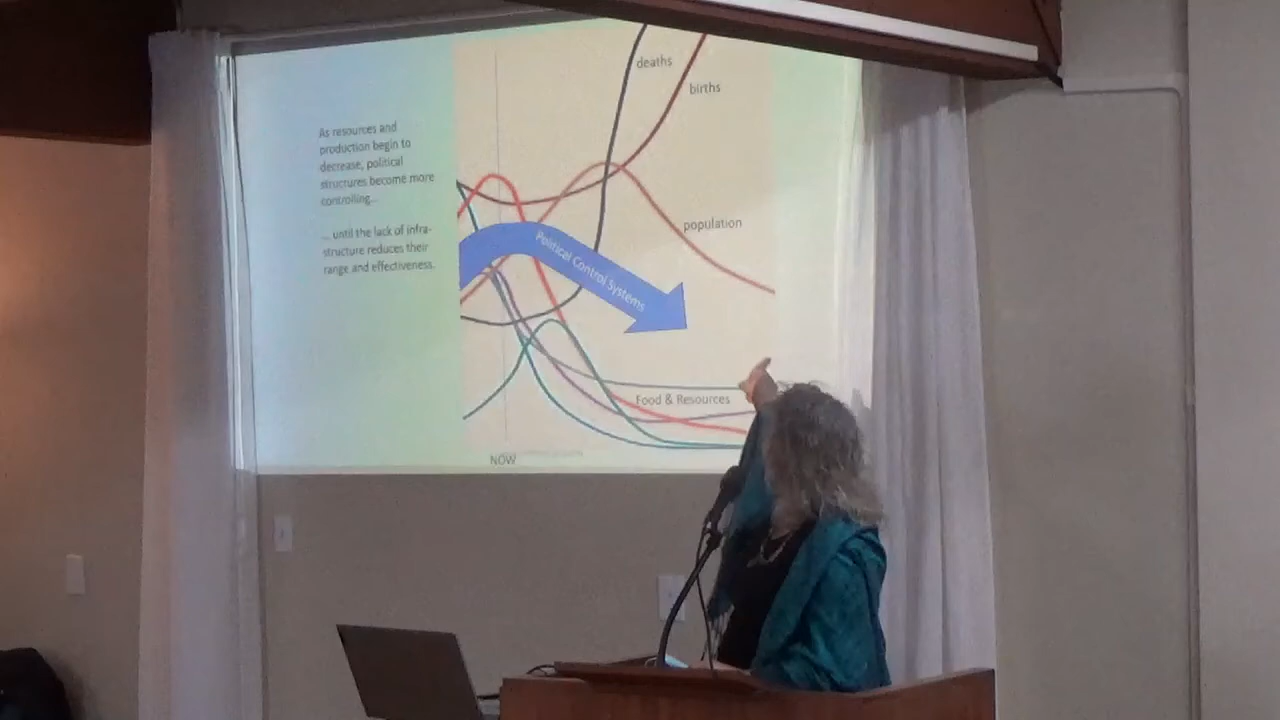 As resources and
production begin to
decrease, political
structures become more
controlling...
... until the lack of infra-
structure reduces their
range and effectiveness.
deaths
births
population
Political Control Systems
Food & Resources
NOW